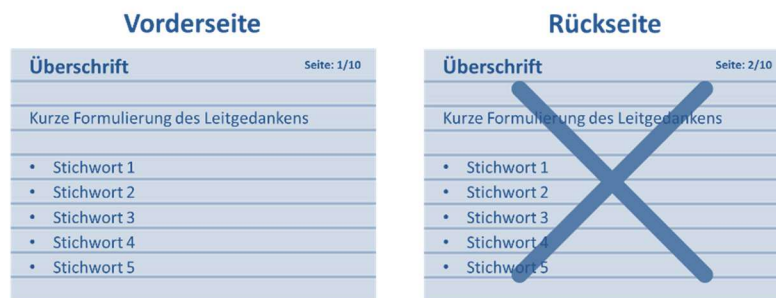 Vorderseite
Überschrift Seite: 1/10
Kurze Formulierung des Leitgedankens
• Stichwort 1
• Stichwort 2
• Stichwort 3
• Stichwort 4
• Stichwort 5
Rückseite
Überschrift Seite: 2/10
Kurze Formulierung des Leitgedankens
• Stichwort 1
• Stichwort 2
• Stichwort 3
• Stichwort 4
• Stichwort 5